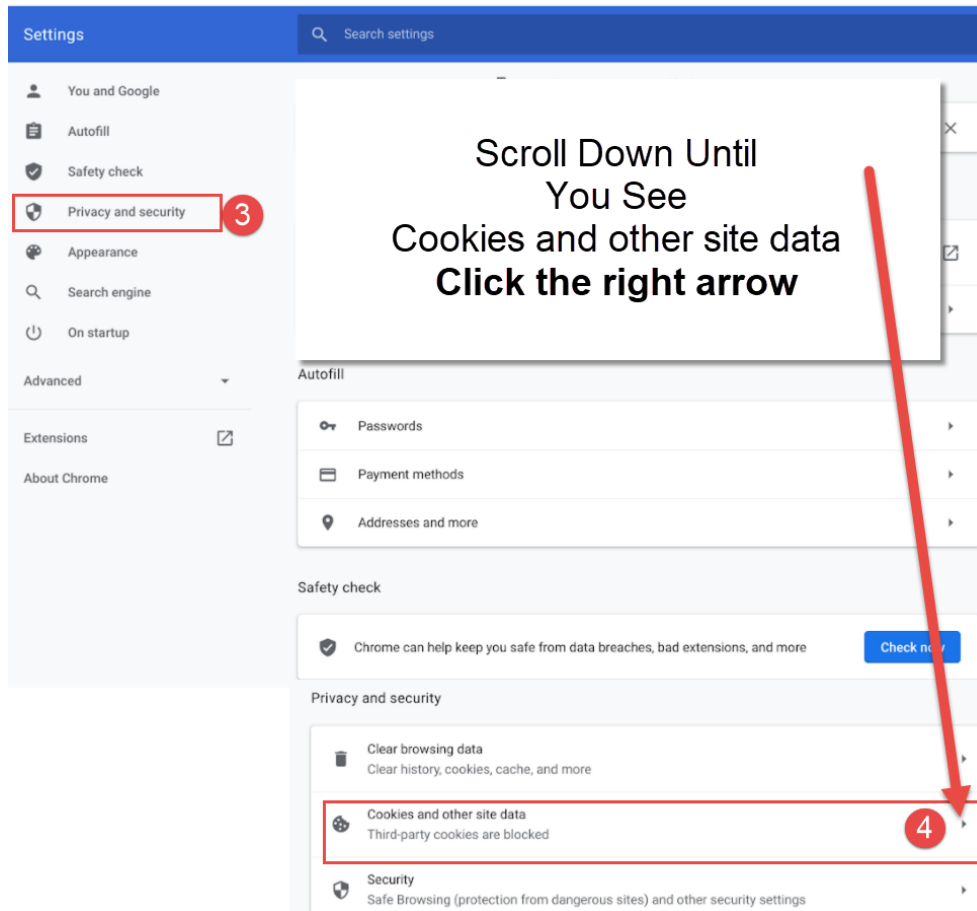 Settings
Search settings
You and Google
Autofill
Safety check
Privacy and security
3
Appearance
Search engine
On startup
Advanced
Extensions
About Chrome
Scroll Down Until
You See
Cookies and other site data
Click the right arrow
Autofill
Passwords
Payment methods
Addresses and more
Safety check
Chrome can help keep you safe from data breaches, bad extensions, and more
Check now
Privacy and security
Clear browsing data
Clear history, cookies, cache, and more
Cookies and other site data
Third-party cookies are blocked
4
Security
Safe Browsing (protection from dangerous sites) and other security settings